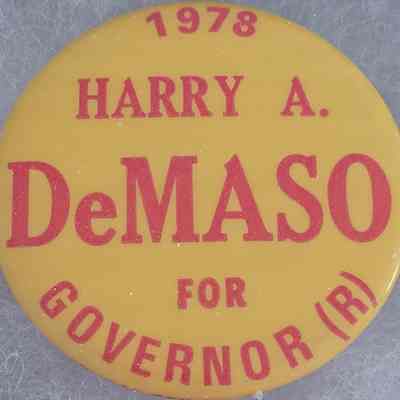 1978
HARRY A.
DeMASO
FOR
GOVERNOR (R)